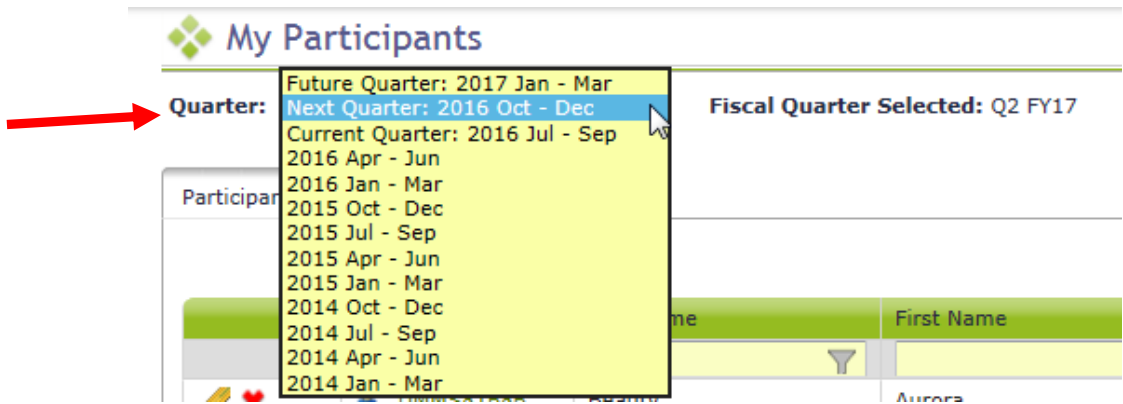 My Participants
Quarter:
Future Quarter: 2017 Jan - Mar
Next Quarter: 2016 Oct - Dec
Current Quarter: 2016 Jul - Sep
2016 Apr - Jun
2016 Jan - Mar
2015 Oct - Dec
2015 Jul - Sep
2015 Apr - Jun
2015 Jan - Mar
2014 Oct - Dec
2014 Jul - Sep
2014 Apr - Jun
2014 Jan - Mar
Fiscal Quarter Selected: Q2 FY17
Participan
me
First Name
Beauty
Aurora